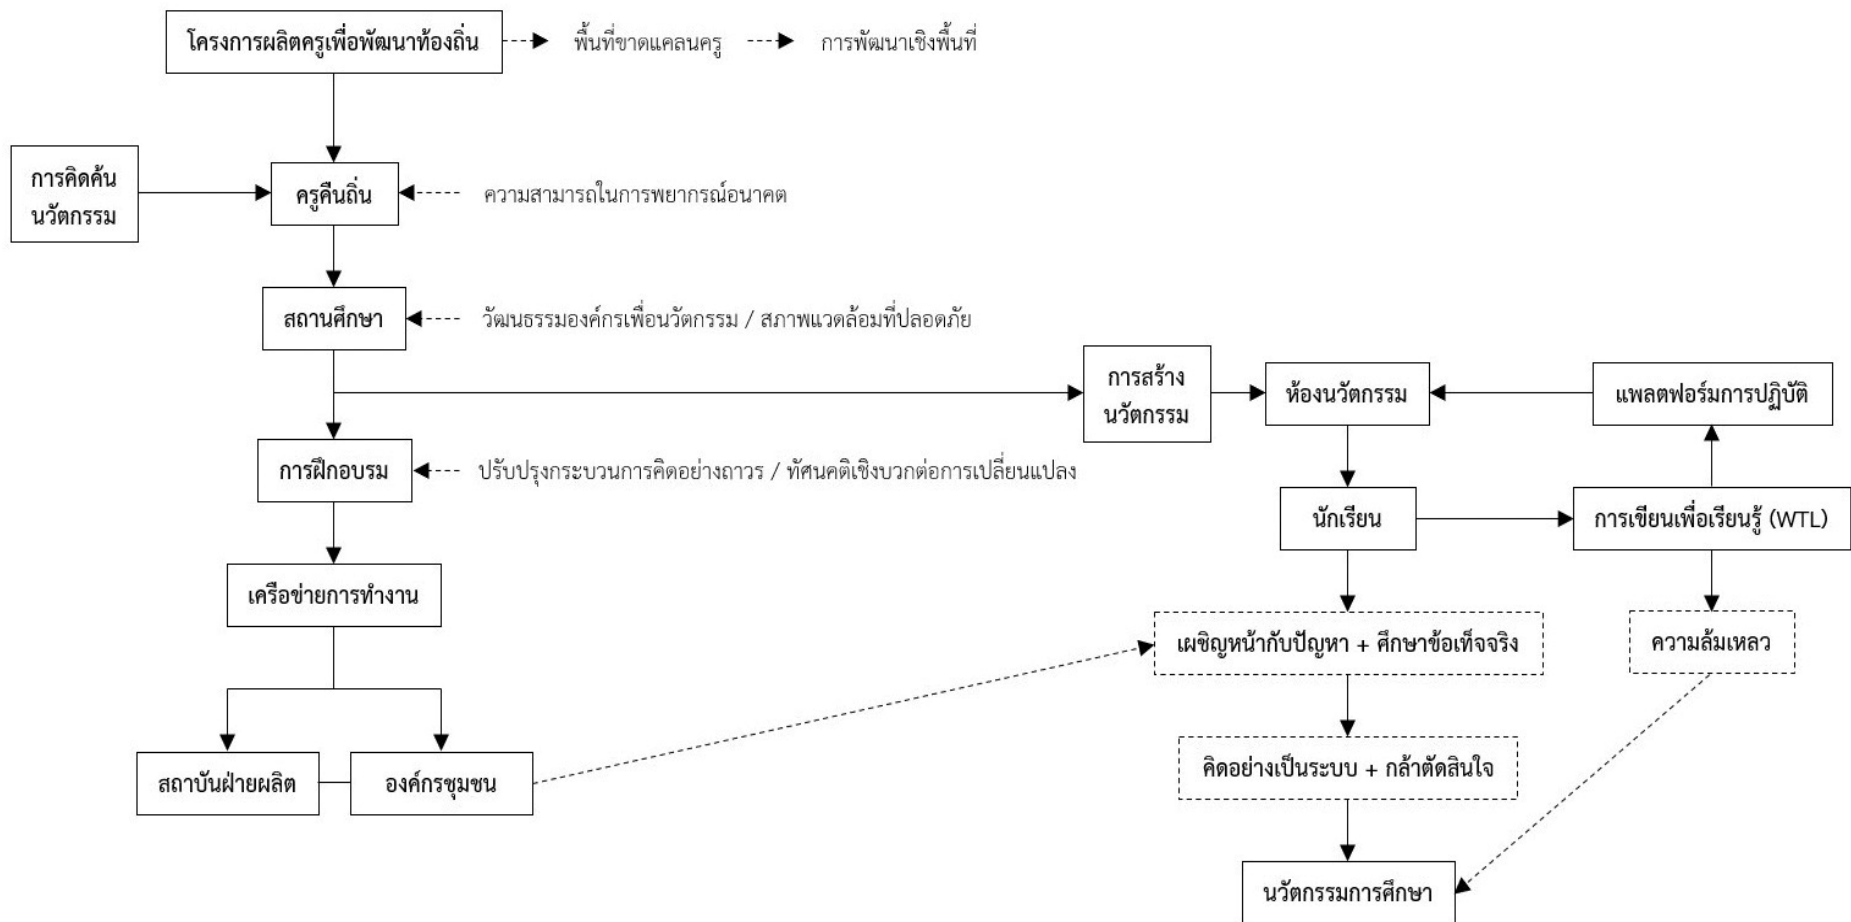 โครงการผลิตครูเพื่อพัฒนาท้องถิ่น
พื้นที่ขาดแคลนครู
การพัฒนาเชิงพื้นที่
การคิดค้น
นวัตกรรม
ครูคืนถิ่น
ความสามารถในการพยากรณ์อนาคต
สถานศึกษา
วัฒนธรรมองค์กรเพื่อนวัตกรรม / สภาพแวดล้อมที่ปลอดภัย
การสร้าง
นวัตกรรม
ห้องนวัตกรรม
แพลตฟอร์มการปฏิบัติ
การฝึกอบรม
ปรับปรุงกระบวนการคิดอย่างถาวร / ทัศนคติเชิงบวกต่อการเปลี่ยนแปลง
นักเรียน
การเขียนเพื่อเรียนรู้ (WTL)
เครือข่ายการทำงาน
เผชิญหน้ากับปัญหา + ศึกษาข้อเท็จจริง
ความล้มเหลว
สถาบันฝ่ายผลิต
องค์กรชุมชน
คิดอย่างเป็นระบบ + กล้าตัดสินใจ
นวัตกรรมการศึกษา